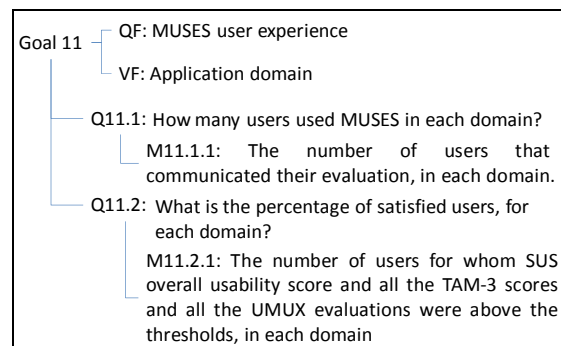 QF: MUSES user experience
Goal 11
VF: Application domain
Q11.1: How many users used MUSES in each domain?
M11.1.1: The number of users that
communicated their evaluation, in each domain.
Q11.2: What is the percentage of satisfied users, for
each domain?
M11.2.1: The number of users for whom SUS
overall usability score and all the TAM-3 scores
and all the UMUX evaluations were above the
thresholds, in each domain